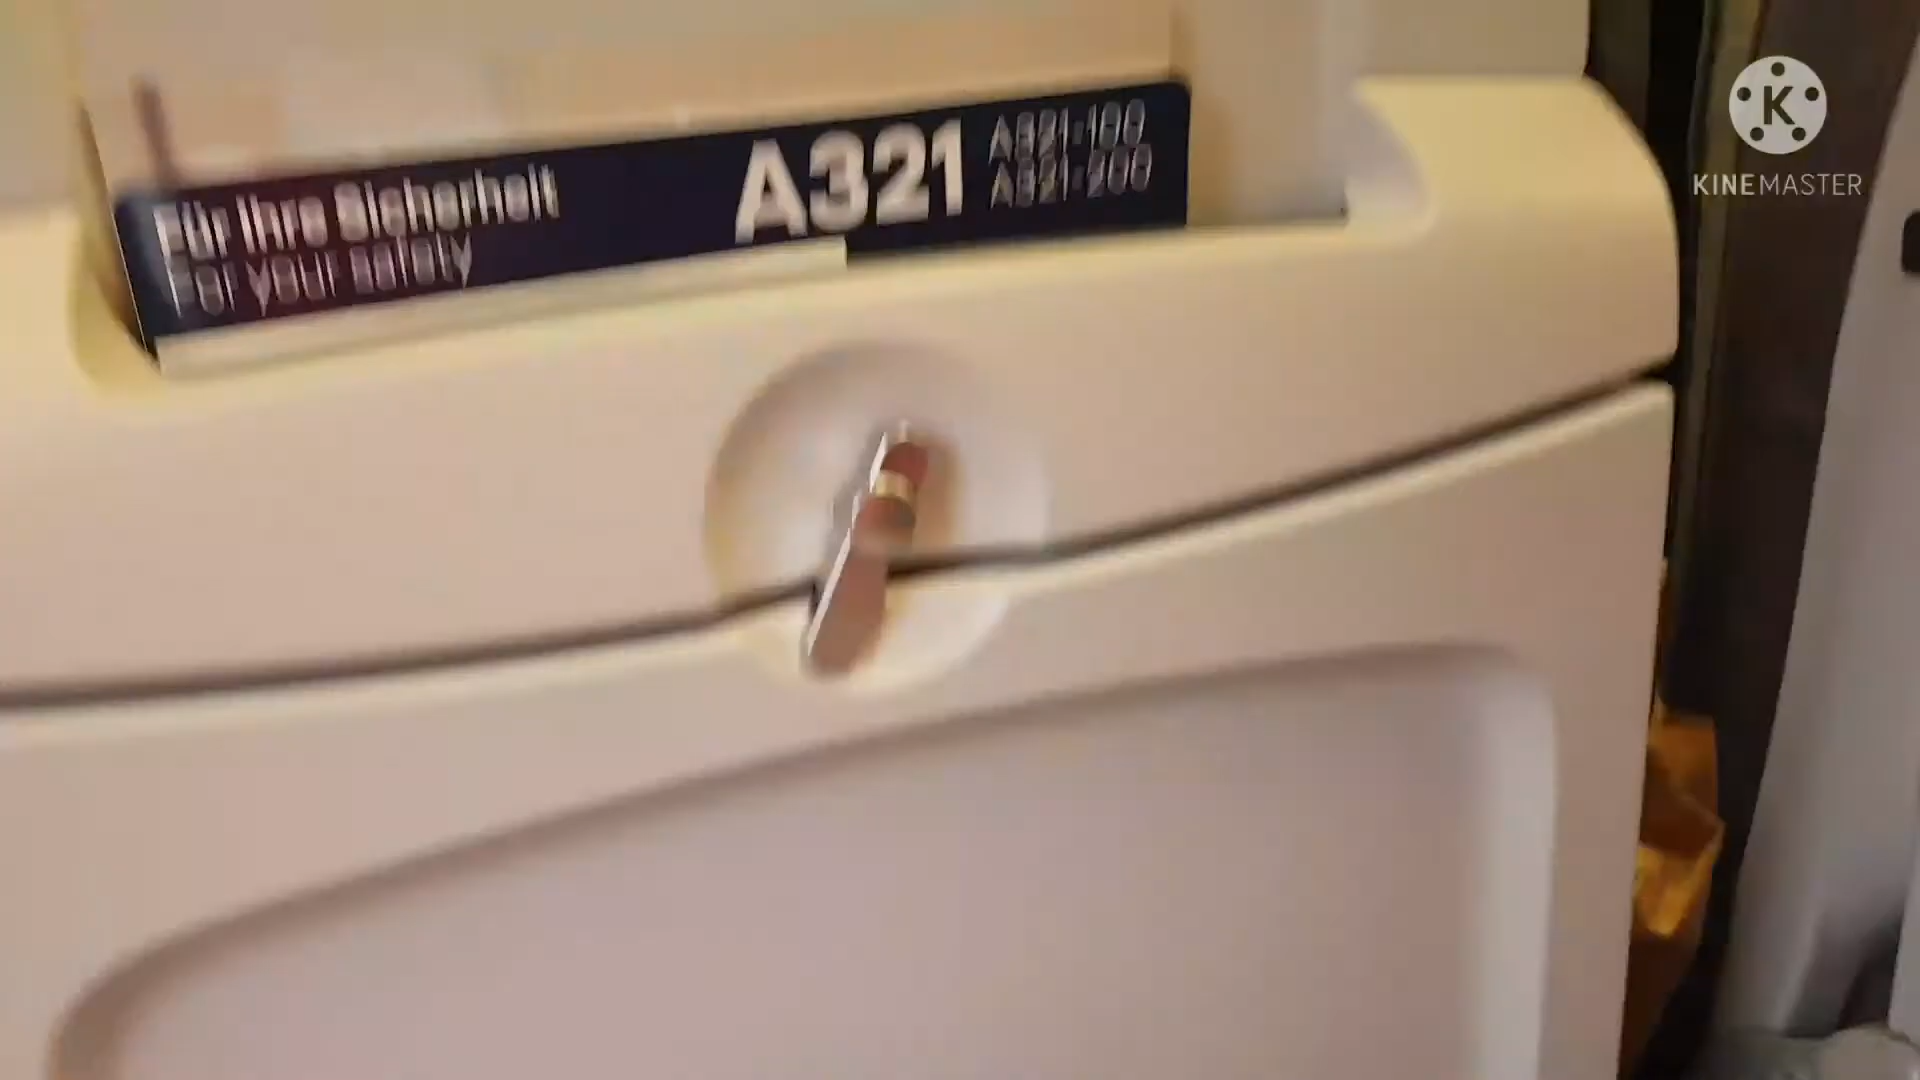 Für Ihre Sicherheit
For your safety
A321
A321-100
A321-200
K
KINEMASTER